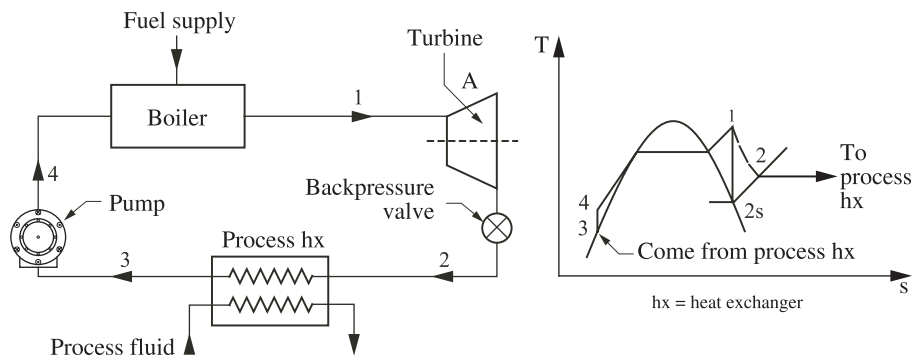 Fuel supply
Boiler
1
Turbine
A
Backpressure
valve
4
Pump
Process hx
3
2
Process fluid
T
1
2
To
process
hx
4
3
2s
Come from process hx
s
hx = heat exchanger